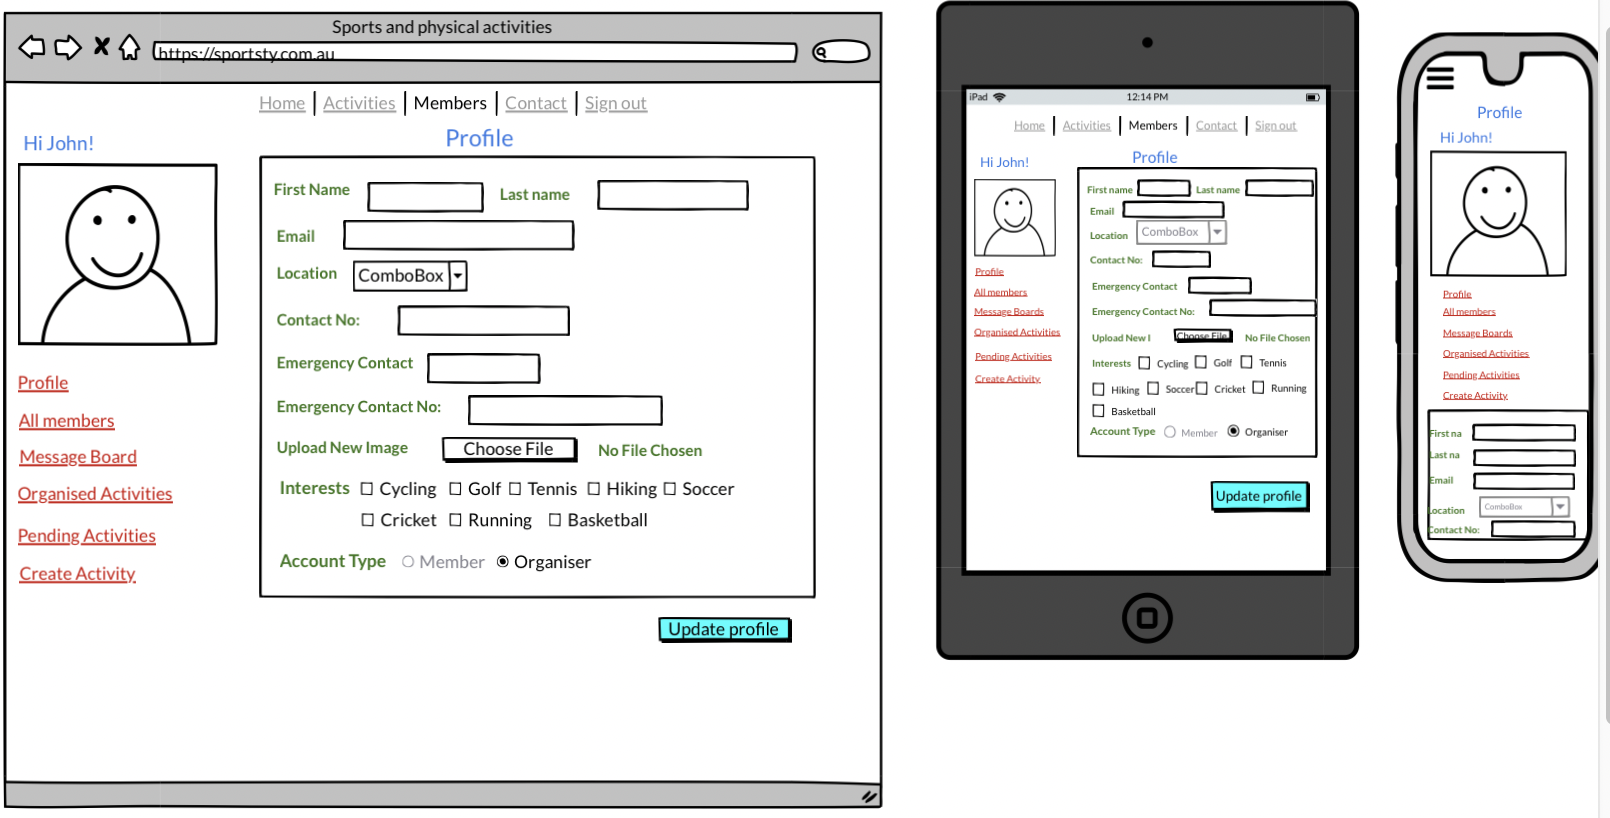 Sports and physical activities
https://sportsty.com.au
Home | Activities | Members | Contact | Sign out
Hi John!
Profile
First Name
Last name
Email
Location ComboBox
Contact No:
Emergency Contact
Emergency Contact No:
Upload New Image Choose File No File Chosen
Interests Cycling Golf Tennis Hiking Soccer
Cricket Running Basketball
Account Type Member Organiser
Update profile
Profile
All members
Message Board
Organised Activities
Pending Activities
Create Activity
iPad 12:14 PM
Home | Activities | Members | Contact | Sign out
Hi John!
Profile
First name Last name
Email
Location ComboBox
Contact No:
Emergency Contact
Emergency Contact No:
Upload New I Choose File No File Chosen
Interests Cycling Golf Tennis
Hiking Soccer Cricket Running
Basketball
Account Type Member Organiser
Update profile
Profile
All members
Message Boards
Organised Activities
Pending Activities
Create Activity
Profile
Hi John!
Profile
All members
Message Boards
Organised Activities
Pending Activities
Create Activity
First na
Last na
Email
Location ComboBox
Contact No: